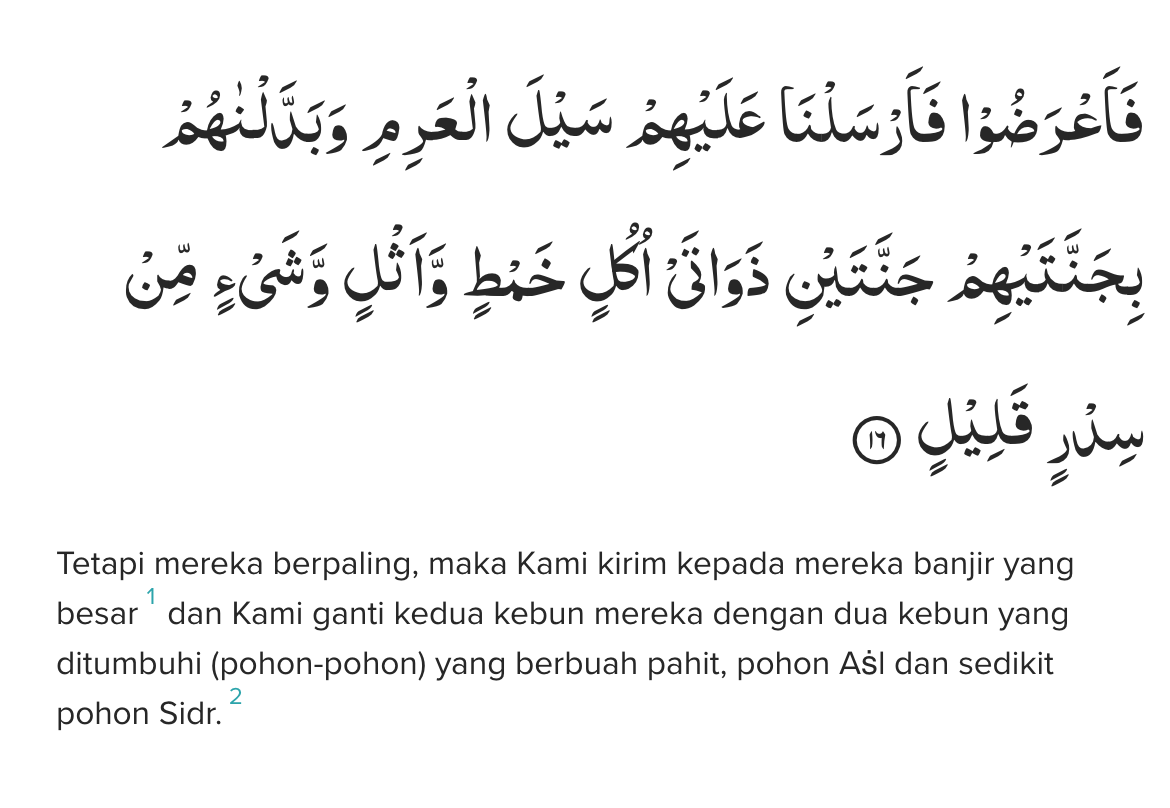 فَاَعْرَضُوْا فَاَرْسَلْنَا عَلَيْهِمْ سَيْلَ الْعَرِمِ وَبَدَّلْنٰهُمْ
بِجَنَّتَيْهِمْ جَنَّتَيْنِ ذَوَاتَيْ اُكُلٍ خَمْطٍ وَّاَثْلٍ وَّشَيْءٍ مِّنْ
سِدْرٍ قَلِيْلٍ ١٦
Tetapi mereka berpaling, maka Kami kirim kepada mereka banjir yang
besar 1 dan Kami ganti kedua kebun mereka dengan dua kebun yang
ditumbuhi (pohon-pohon) yang berbuah pahit, pohon Aṡl dan sedikit
pohon Sidr. 2